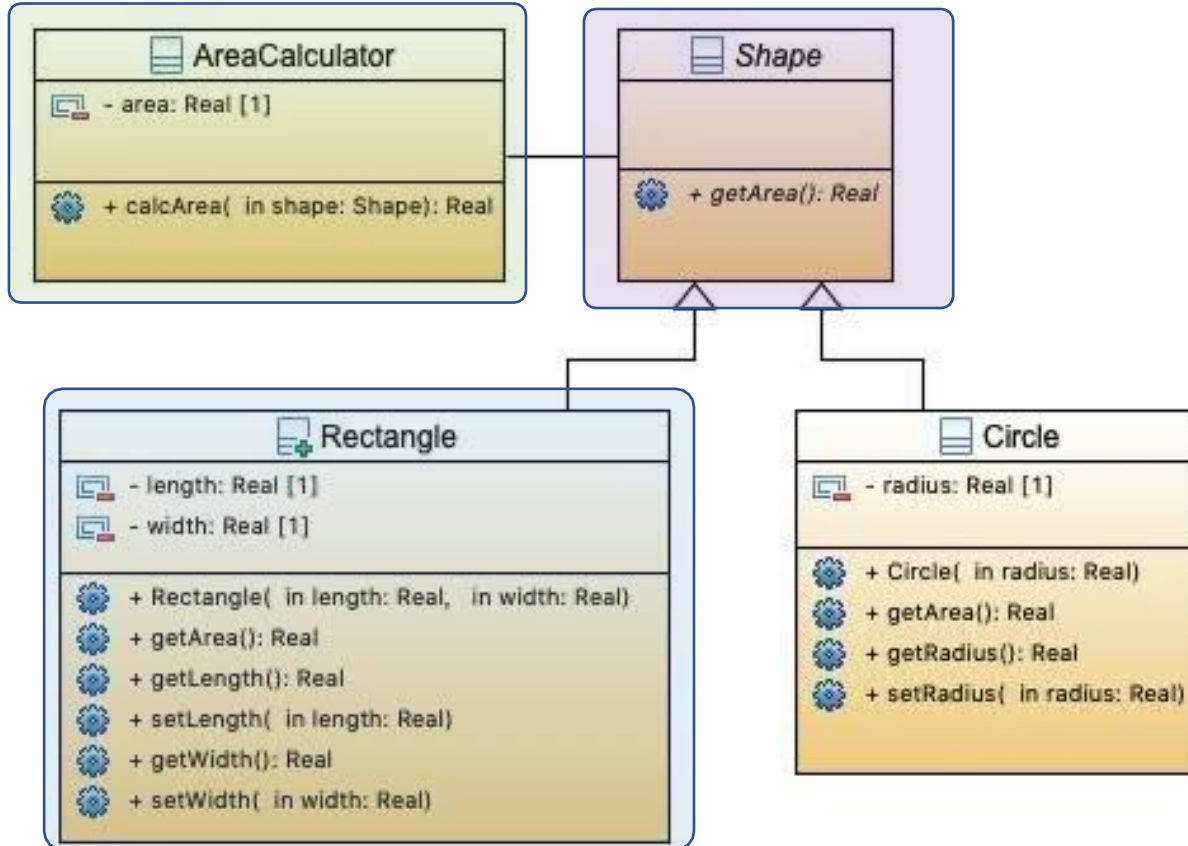 AreaCalculator
- area: Real [1]
+ calcArea( in shape: Shape): Real
Shape
+ getArea(): Real
Rectangle
- length: Real [1]
- width: Real [1]
+ Rectangle( in length: Real, in width: Real)
+ getArea(): Real
+ getLength(): Real
+ setLength( in length: Real)
+ getWidth(): Real
+ setWidth( in width: Real)
Circle
- radius: Real [1]
+ Circle( in radius: Real)
+ getArea(): Real
+ getRadius(): Real
+ setRadius( in radius: Real)